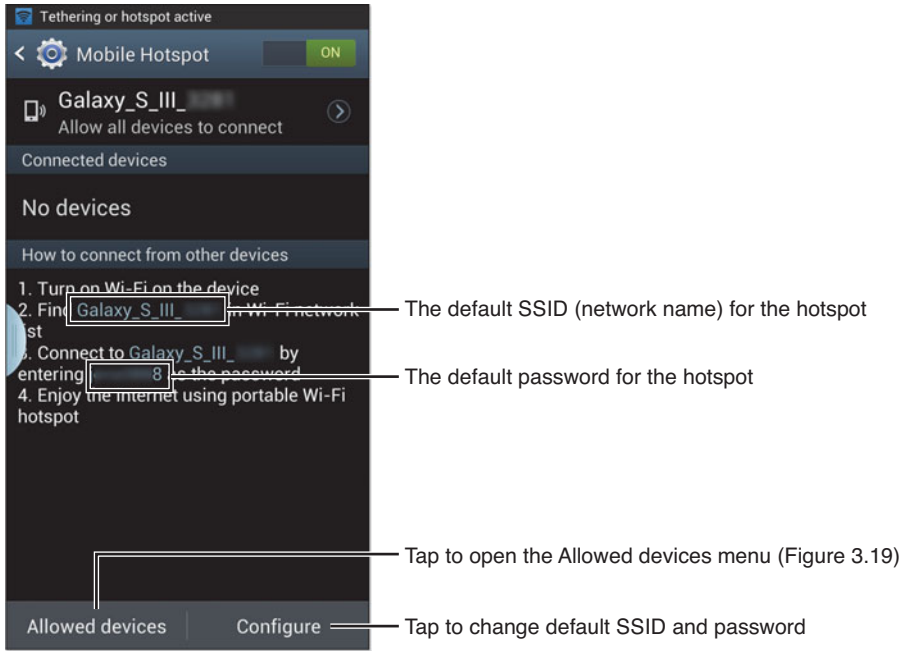 Tethering or hotspot active
Mobile Hotspot
ON
Galaxy_S_III_
Allow all devices to connect
Connected devices
No devices
How to connect from other devices
1. Turn on Wi-Fi on the device
2. Find Galaxy_S_III_ in Wi-Fi network
list
3. Connect to Galaxy_S_III_ by
entering 8 as the password
4. Enjoy the Internet using portable Wi-Fi
hotspot
Allowed devices
Configure
The default SSID (network name) for the hotspot
The default password for the hotspot
Tap to open the Allowed devices menu (Figure 3.19)
Tap to change default SSID and password